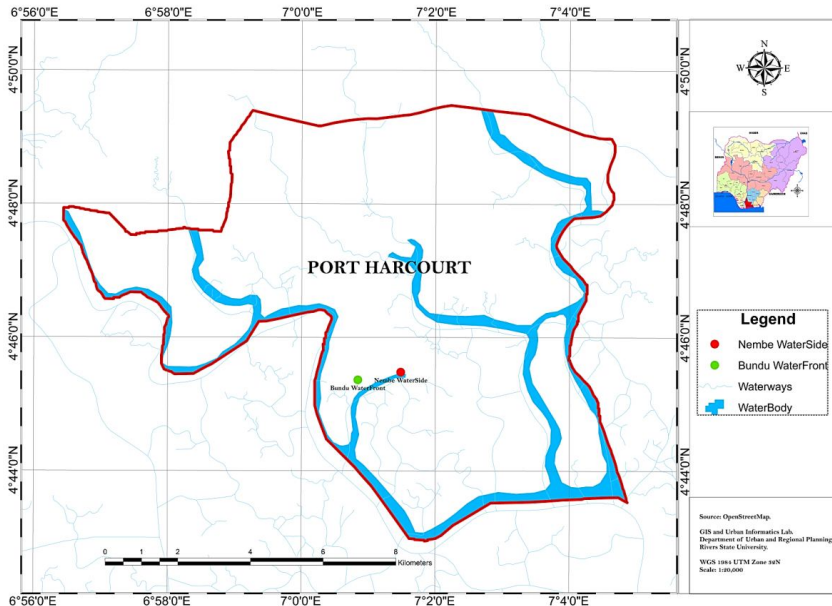 6°56'0"E 6°58'0"E 7°0'0"E 7°2'0"E 7°4'0"E
4°50'0"N 4°50'0"N
4°48'0"N 4°48'0"N
4°46'0"N 4°46'0"N
4°44'0"N 4°44'0"N
PORT HARCOURT
Nembe WaterSide
Bundu WaterFront
0 1 2 4 6 8
Kilometers
6°56'0"E 6°58'0"E 7°0'0"E 7°2'0"E 7°4'0"E
N
W E
S
Legend
Nembe WaterSide
Bundu WaterFront
Waterways
WaterBody
Source: OpenStreetMap.
GIS and Urban Informatics Lab.
Department of Urban and Regional Planning
Rivers State University.
WGS 1984 UTM Zone 32N
Scale: 1:20,000